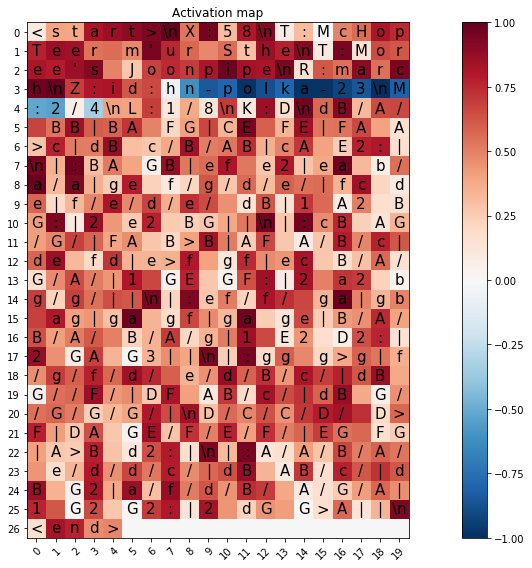 Activation map
0 < s t a r t > \n X : 5 8 \n T : M c H o p
1 T e e r m ' u r S t h e \n T : M o r
2 e e ' s J o o n p i p e \n R : m a r c
3 h \n Z : i d : h n - p o l k a - 2 3 \n M
4 : 2 / 4 \n L : 1 / 8 \n K : D \n d B / A /
5 B B | B A F G | C E F E | F A A
6 > c | d B c / B / A B | c A E 2 : |
7 \n | : B A G B | e f e 2 | e a b /
8 a / a | g e f / g / d / e / | f c d
9 e | f / e / d / e / d B | 1 A 2 B
10 G : | 2 e 2 B G | | \n | : c B A G
11 / G / | F A B > B | A F A / B / c |
12 d e f d | e > f g f | e c B / A /
13 G / A / | 1 G E G F : | 2 a 2 b
14 g / g / d | \n | : e f / f / g a | g b
15 a g | g a g f | g a g e | B / A /
16 B / A / B / A / g | 1 E 2 D 2 : |
17 2 G A G 3 | | \n | : g g g > g | f
18 / g / f / d / e / d / B / c / | d B
19 G / / F / | D F A B / c / | d B G /
20 / G / G / G / | \n D / C / C / D / D >
21 F | D A G E / F / E / F / | E G F G
22 | A > B d 2 : | \n | : A / A / B / A /
23 e / d / d / c / | d B A B / c / | d
24 B G 2 | a / f / d / B / A / G / A |
25 1 G 2 G 2 : | 2 d G G > A | | \n
26 < e n d >
0 1 2 3 4 5 6 7 8 9 10 11 12 13 14 15 16 17 18 19
1.00
0.75
0.50
0.25
0.00
−0.25
−0.50
−0.75
−1.00